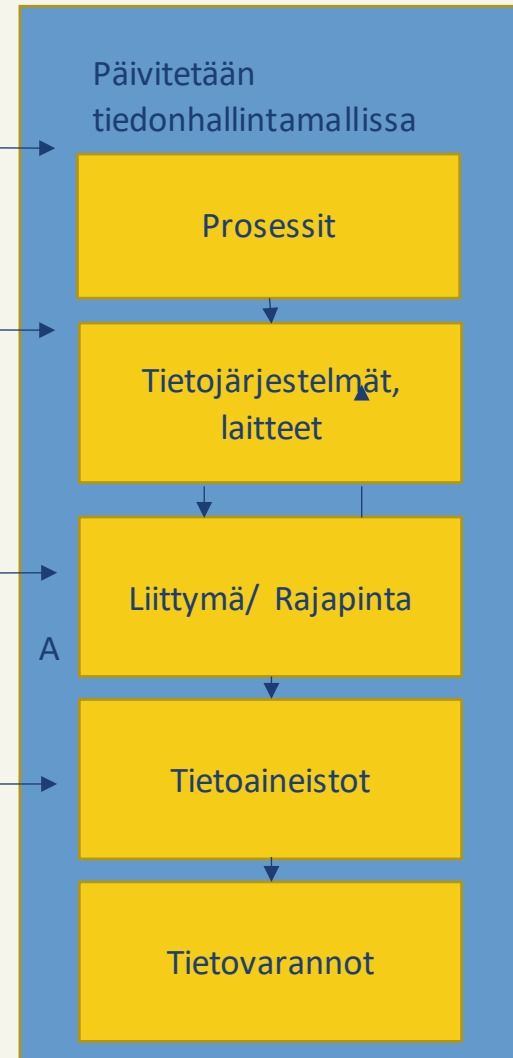 Päivitetään
tiedonhallintamallissa
Prosessit
Tietojärjestelmät,
laitteet
Liittymä/ Rajapinta
A
Tietoaineistot
Tietovarannot